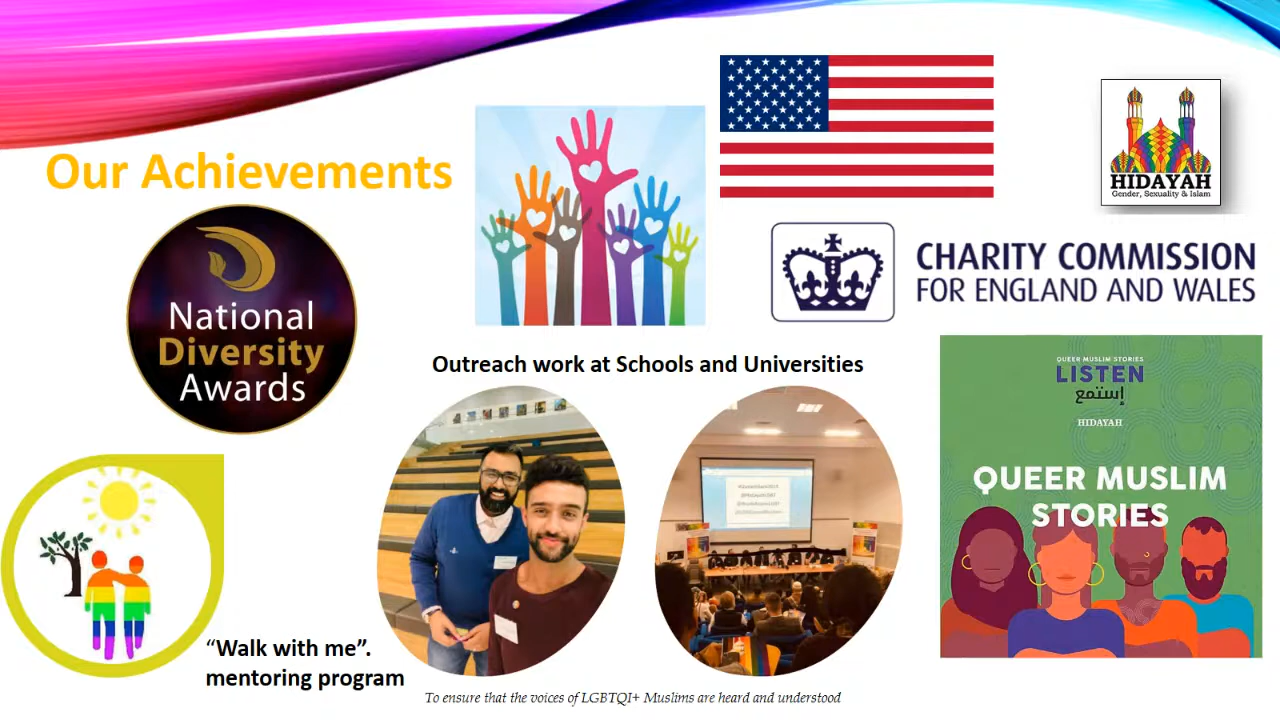 Our Achievements
HIDAYAH
Gender, Sexuality & Islam
National
Diversity
Awards
CHARITY COMMISSION
FOR ENGLAND AND WALES
Outreach work at Schools and Universities
QUEER MUSLIM STORIES
LISTEN
إستمع
HIDAYAH
QUEER MUSLIM
STORIES
“Walk with me”.
mentoring program
To ensure that the voices of LGBTQI+ Muslims are heard and understood